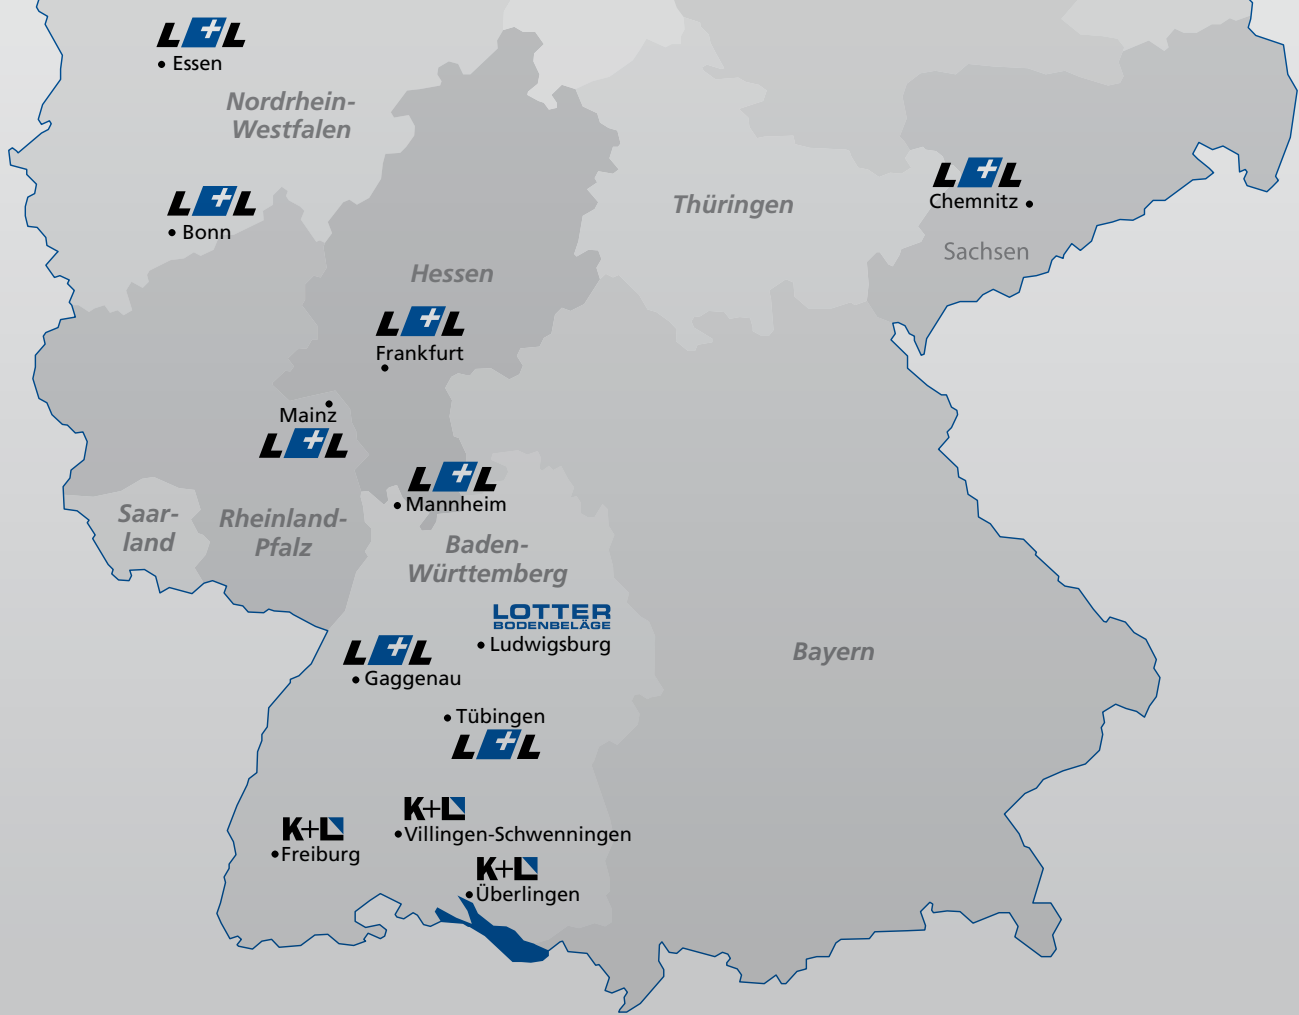 L+L
Essen
Nordrhein-
Westfalen
L+L
Bonn
L+L
Chemnitz
Thüringen
Sachsen
Hessen
L+L
Frankfurt
Mainz
L+L
L+L
Mannheim
Saar-
land
Rheinland-
Pfalz
Baden-
Württemberg
LOTTER
BODENBELÄGE
Ludwigsburg
L+L
Gaggenau
Bayern
Tübingen
L+L
K+L
Villingen-Schwenningen
K+L
Freiburg
K+L
Überlingen